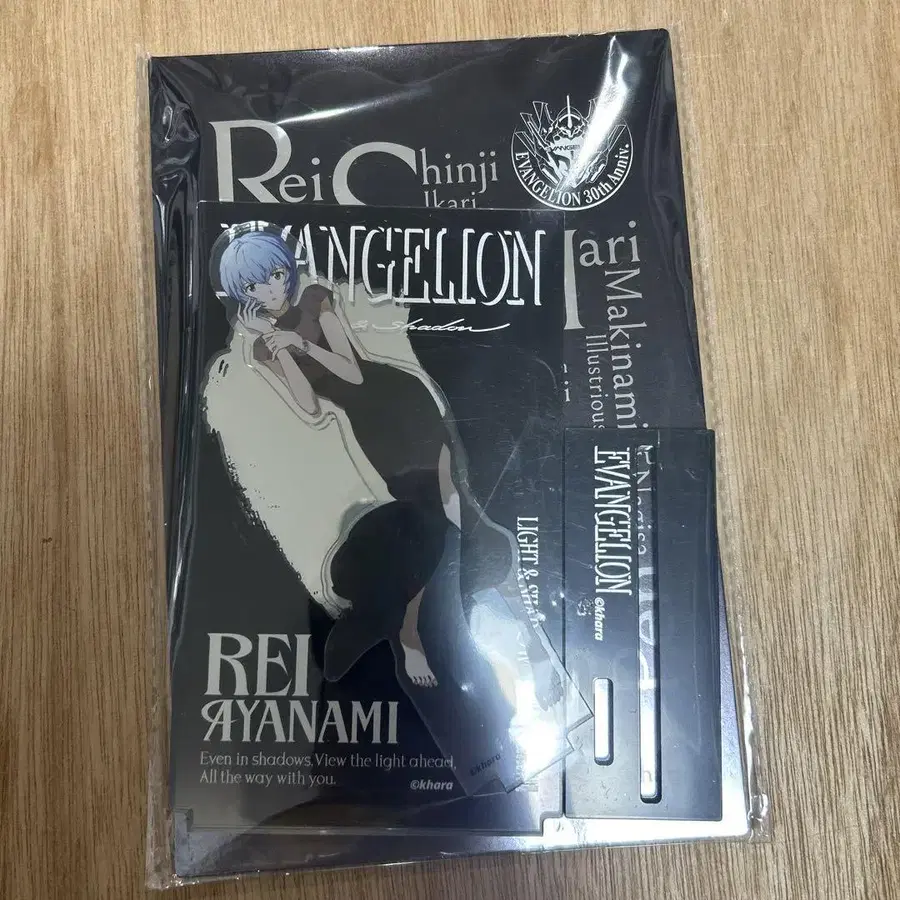 Rei Shinji
Ikari
EVANGELION 30th Anniv.
EVANGELION
& Shadow
Mari
Makinami
Illustrious
EVANGELION
©khara
LIGHT & SHA
REI
AYANAMI
Even in shadows,View the light ahead,
All the way with you.
©khara
©khara